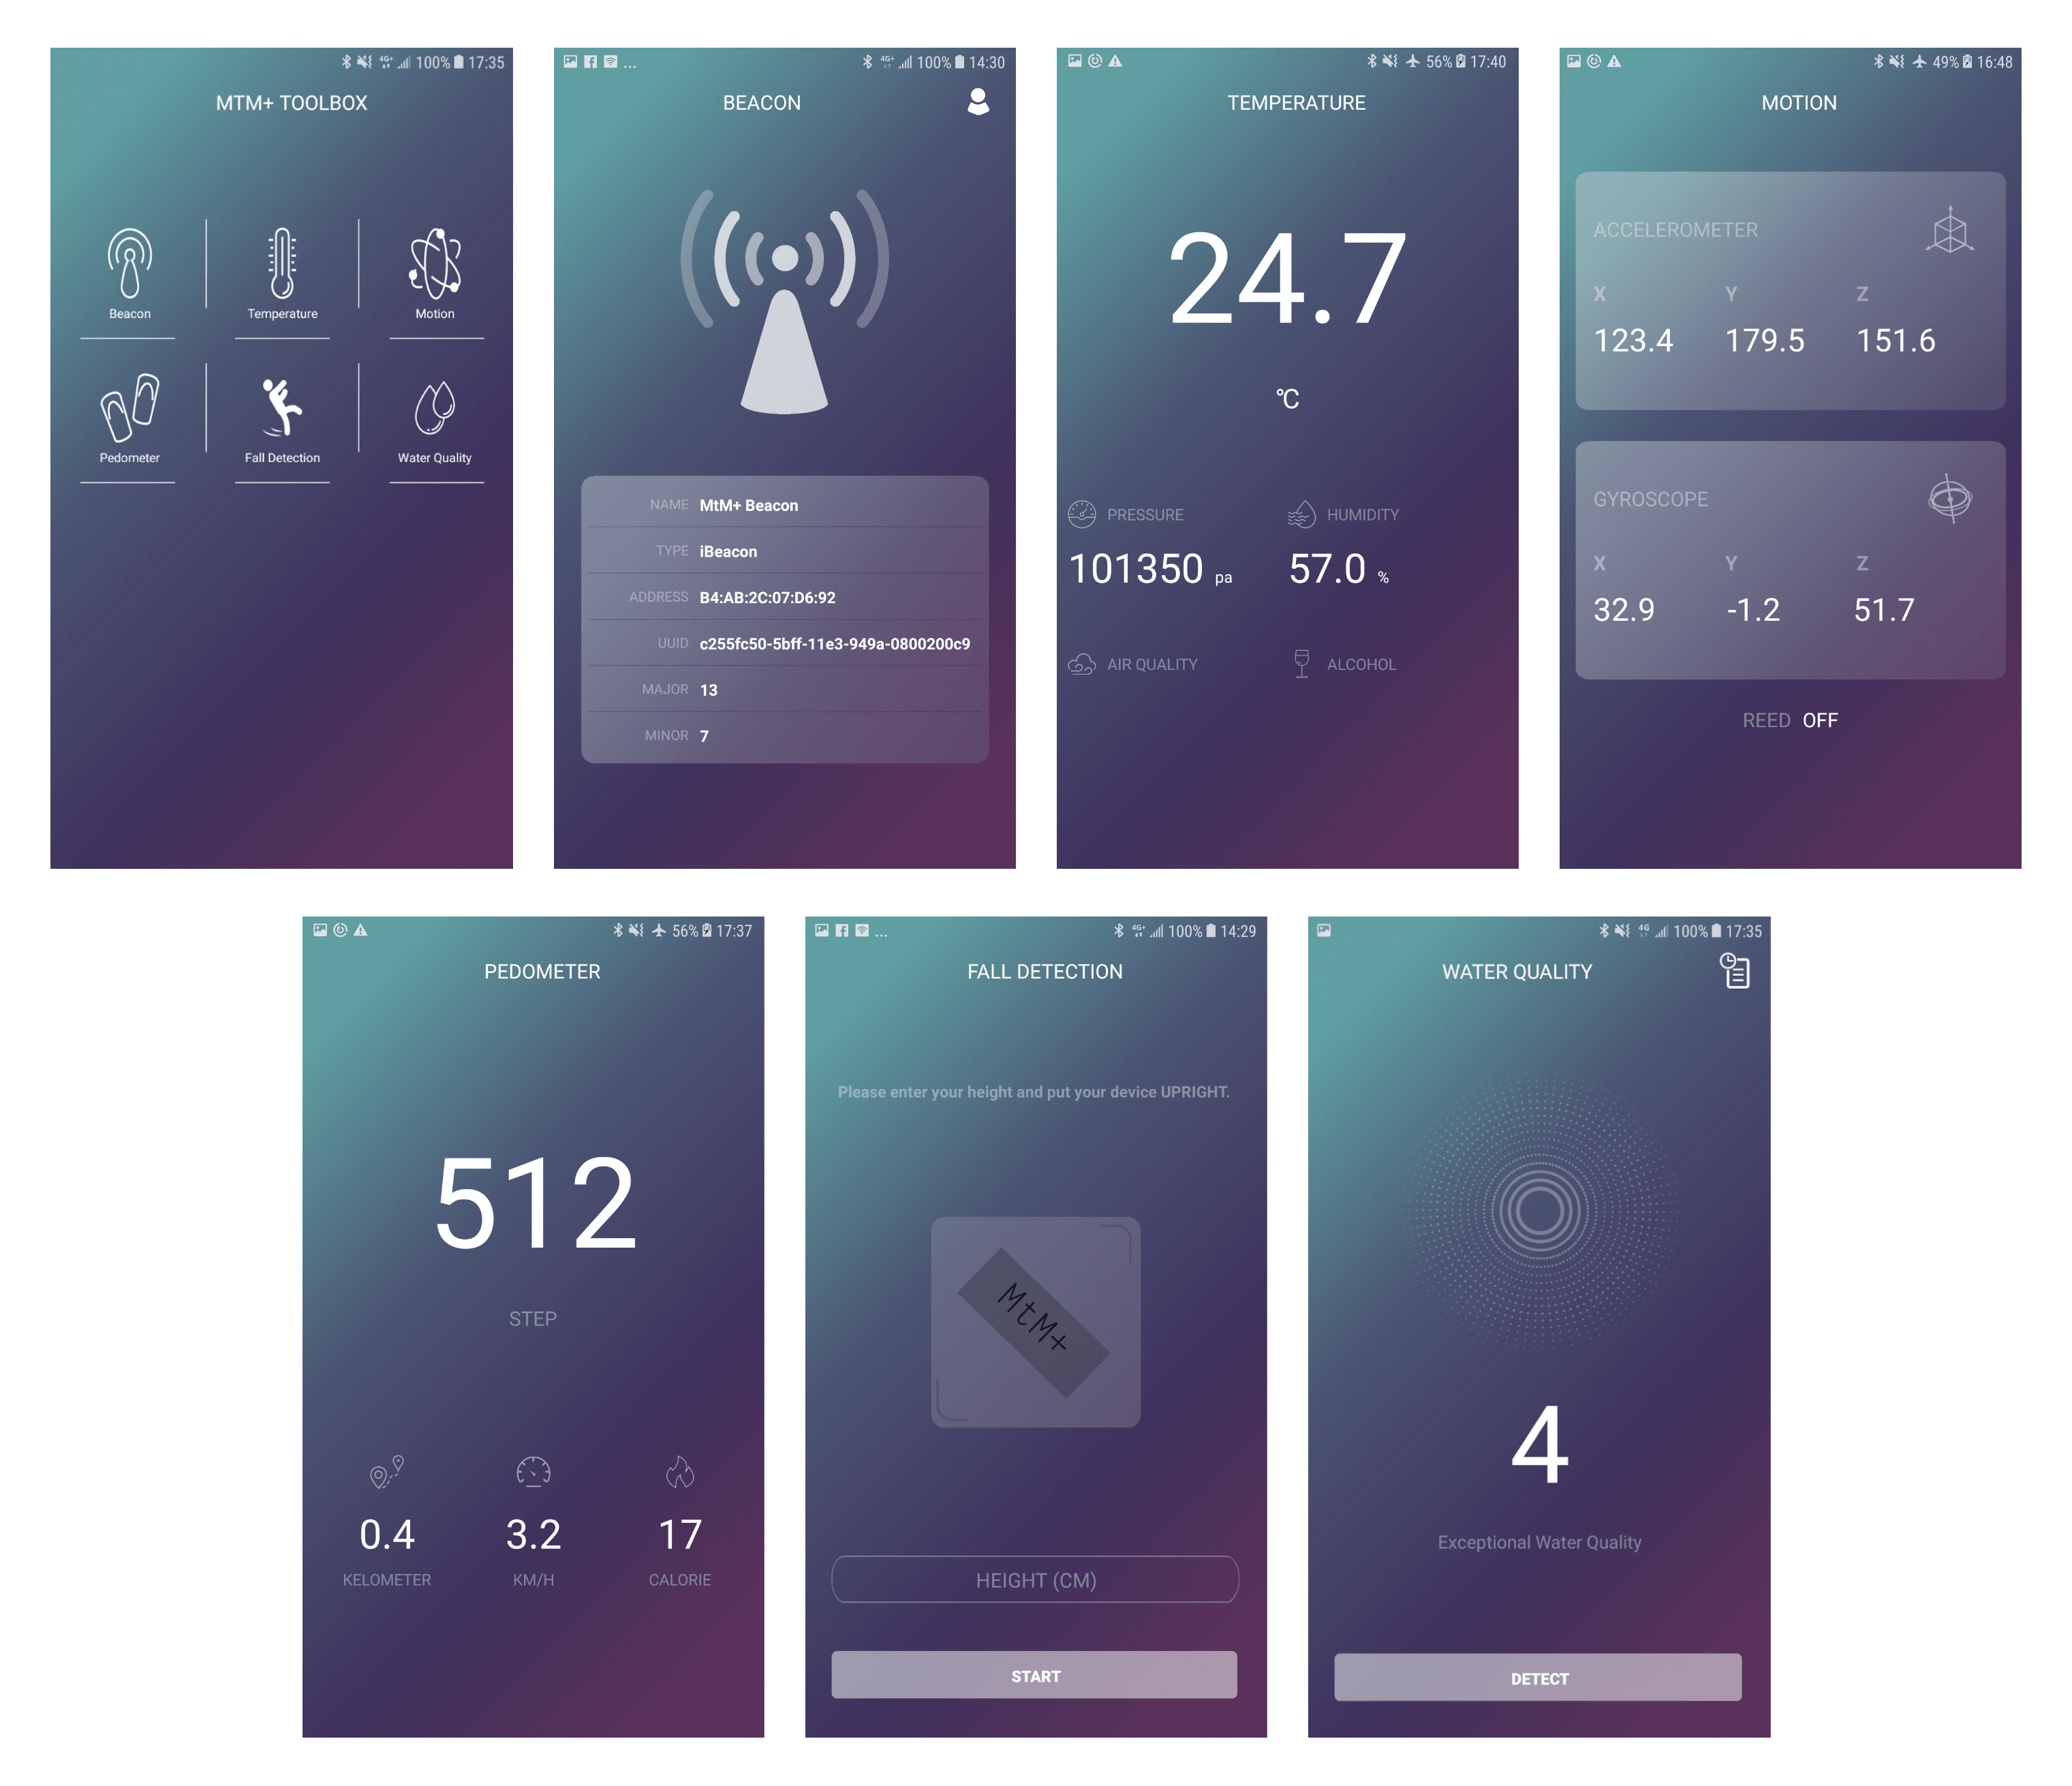 4G+ 100% 17:35
MTM+ TOOLBOX
Beacon Temperature Motion
Pedometer Fall Detection Water Quality
... 4G+ 100% 14:30
BEACON
NAME MtM+ Beacon
TYPE iBeacon
ADDRESS B4:AB:2C:07:D6:92
UUID c255fc50-5bff-11e3-949a-0800200c9
MAJOR 13
MINOR 7
56% 17:40
TEMPERATURE
24.7
℃
PRESSURE HUMIDITY
101350 pa 57.0 %
AIR QUALITY ALCOHOL
49% 16:48
MOTION
ACCELEROMETER
X Y Z
123.4 179.5 151.6
GYROSCOPE
X Y Z
32.9 -1.2 51.7
REED OFF
56% 17:37
PEDOMETER
512
STEP
0.4 3.2 17
KELOMETER KM/H CALORIE
... 4G+ 100% 14:29
FALL DETECTION
Please enter your height and put your device UPRIGHT.
MtM+
HEIGHT (CM)
START
4G 100% 17:35
WATER QUALITY
4
Exceptional Water Quality
DETECT